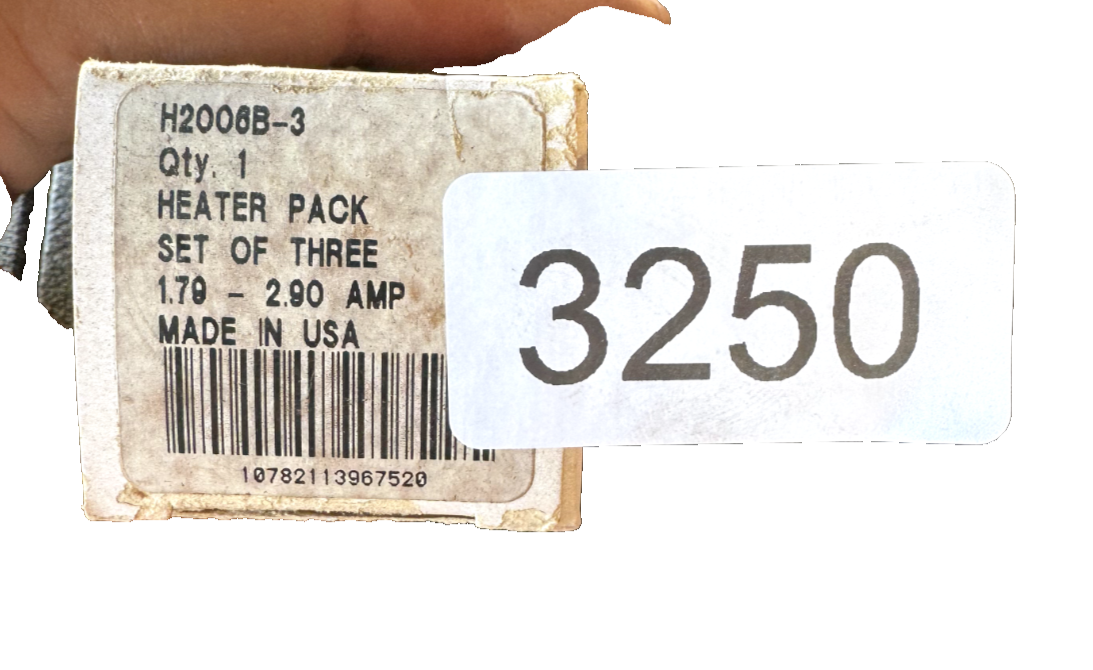 H2006B-3
Qty. 1
HEATER PACK
SET OF THREE
1.79 - 2.90 AMP
MADE IN USA
10782113967520
3250